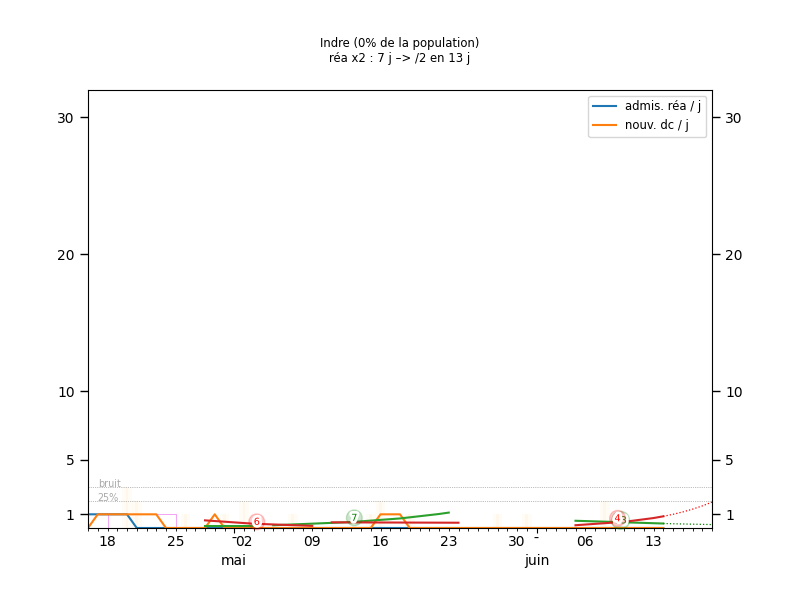 Indre (0% de la population)
réa x2 : 7 j –> /2 en 13 j
admis. réa / j
nouv. dc / j
30 30
20 20
10 10
5 5
bruit
25%
1 1
6 7 4
18 25 02 09 16 23 30 06 13
mai juin